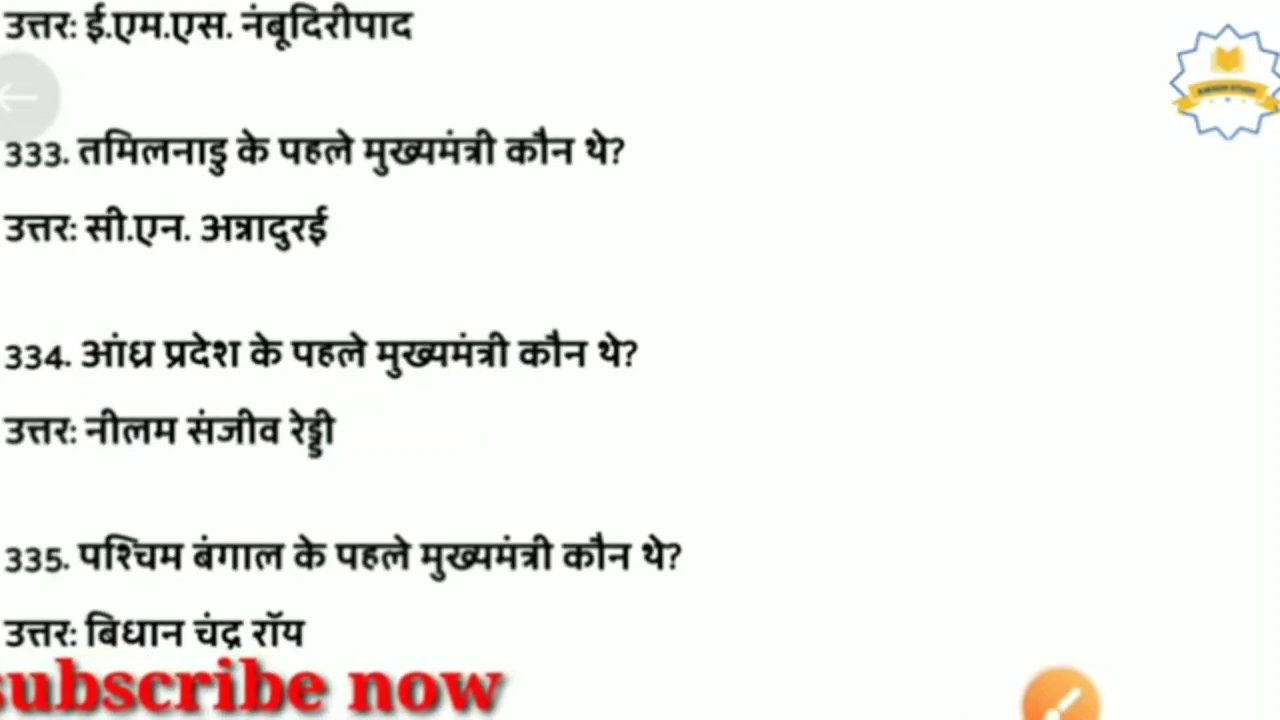 उत्तर: ई.एम.एस. नंबूदिरीपाद
333. तमिलनाडु के पहले मुख्यमंत्री कौन थे?
उत्तर: सी.एन. अन्नादुरई
334. आंध्र प्रदेश के पहले मुख्यमंत्री कौन थे?
उत्तर: नीलम संजीव रेड्डी
335. पश्चिम बंगाल के पहले मुख्यमंत्री कौन थे?
उत्तर: बिधान चंद्र रॉय
subscribe now